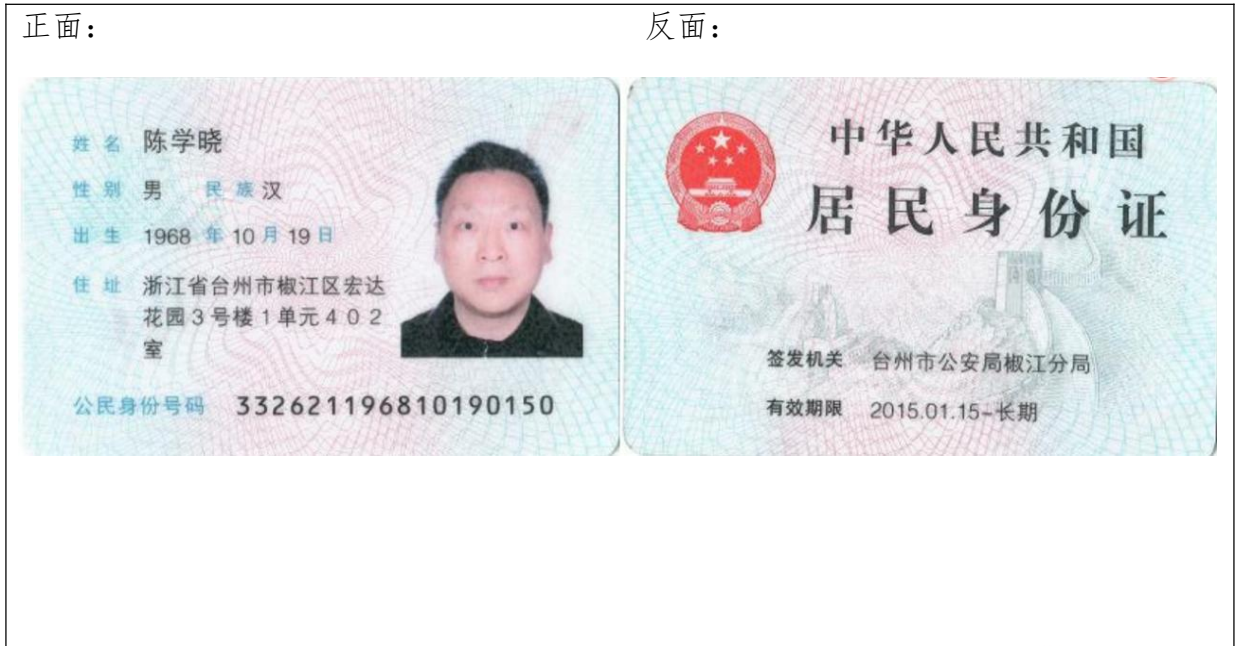 正面：
反面：
姓名 陈学晓
性别 男 民族 汉
出生 1968 年 10 月 19 日
住址 浙江省台州市椒江区宏达
花园3号楼1单元402
室
公民身份号码 332621196810190150
中华人民共和国
居民身份证
签发机关 台州市公安局椒江分局
有效期限 2015.01.15-长期